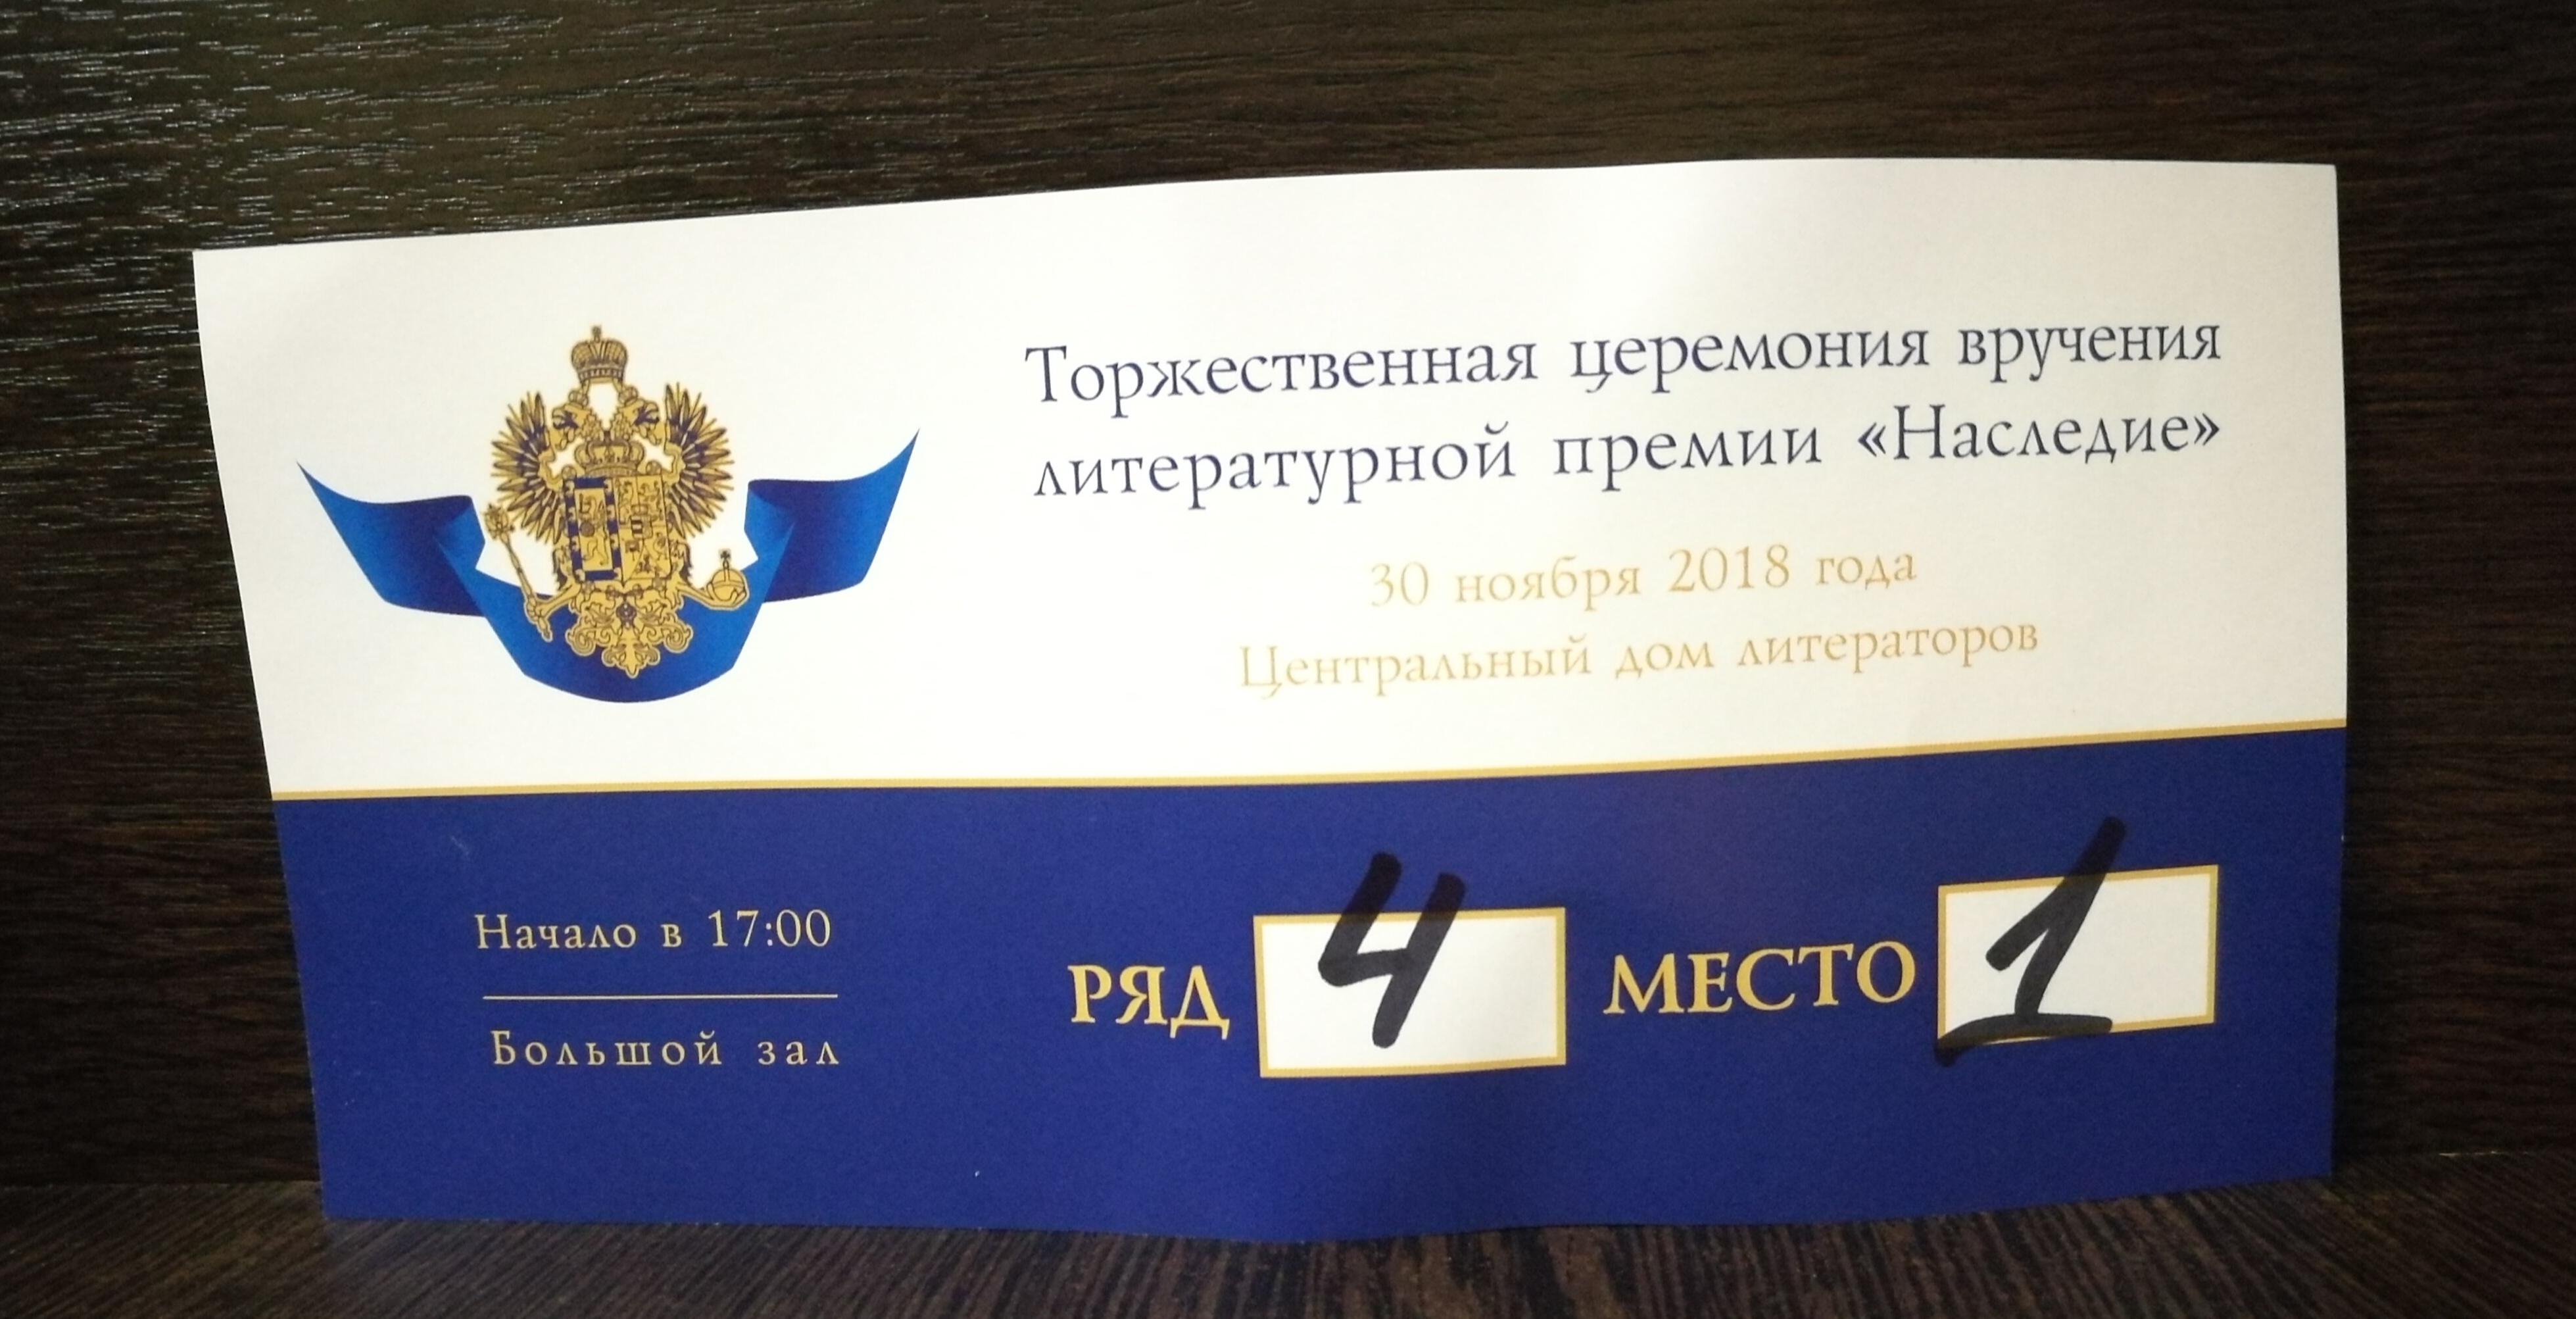 Торжественная церемония вручения
литературной премии «Наследие»
30 ноября 2018 года
Центральный дом литераторов
Начало в 17:00
Большой зал
РЯД 4 МЕСТО 1